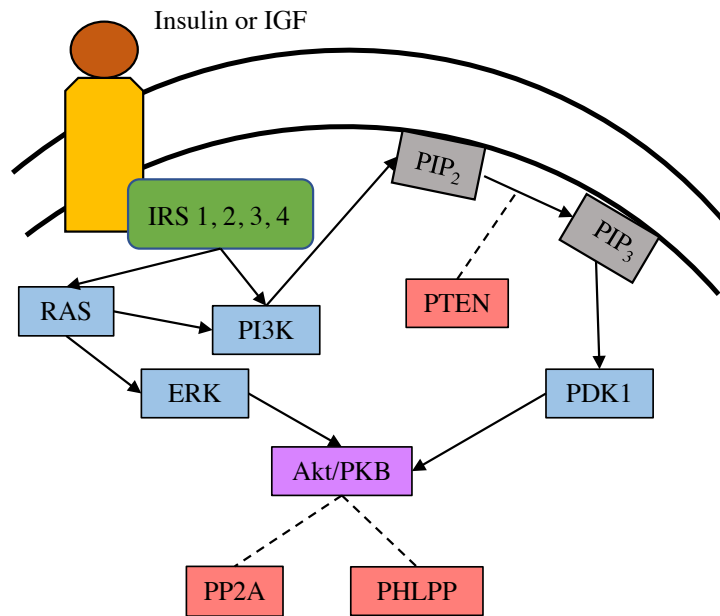 Insulin or IGF
IRS 1, 2, 3, 4
PIP2
PIP3
RAS
PI3K
PTEN
ERK
PDK1
Akt/PKB
PP2A
PHLPP